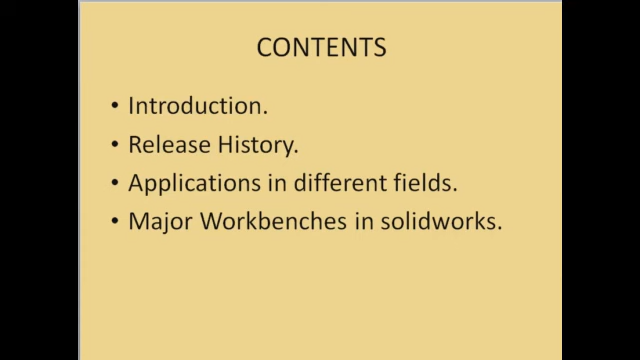 CONTENTS
• Introduction.
• Release History.
• Applications in different fields.
• Major Workbenches in solidworks.